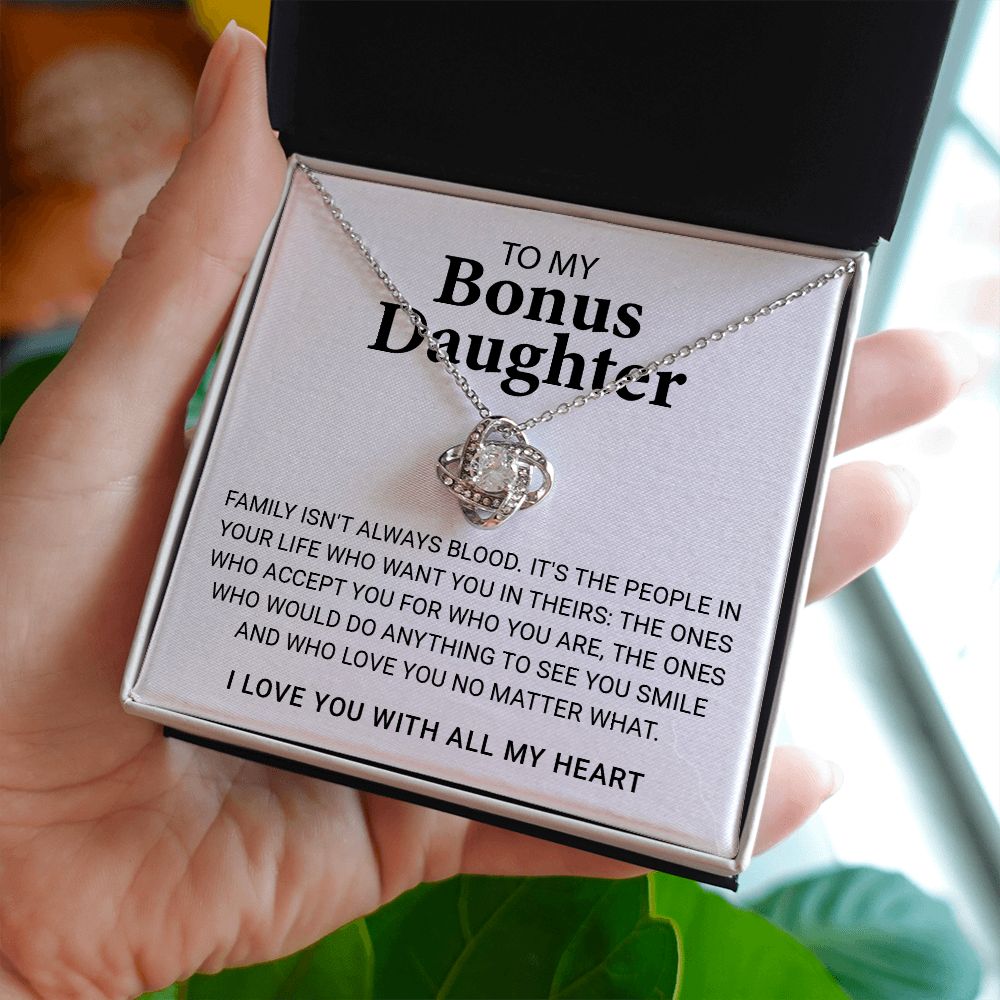 TO MY
Bonus
Daughter
FAMILY ISN'T ALWAYS BLOOD. IT'S THE PEOPLE IN
YOUR LIFE WHO WANT YOU IN THEIRS: THE ONES
WHO ACCEPT YOU FOR WHO YOU ARE, THE ONES
WHO WOULD DO ANYTHING TO SEE YOU SMILE
AND WHO LOVE YOU NO MATTER WHAT.
I LOVE YOU WITH ALL MY HEART